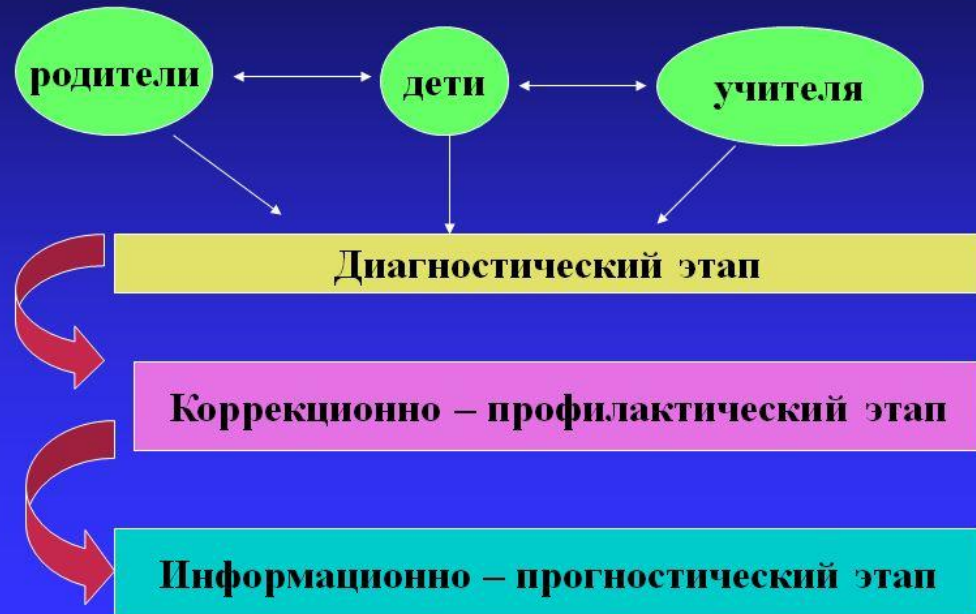 родители
дети
учителя
Диагностический этап
Коррекционно – профилактический этап
Информационно – прогностический этап